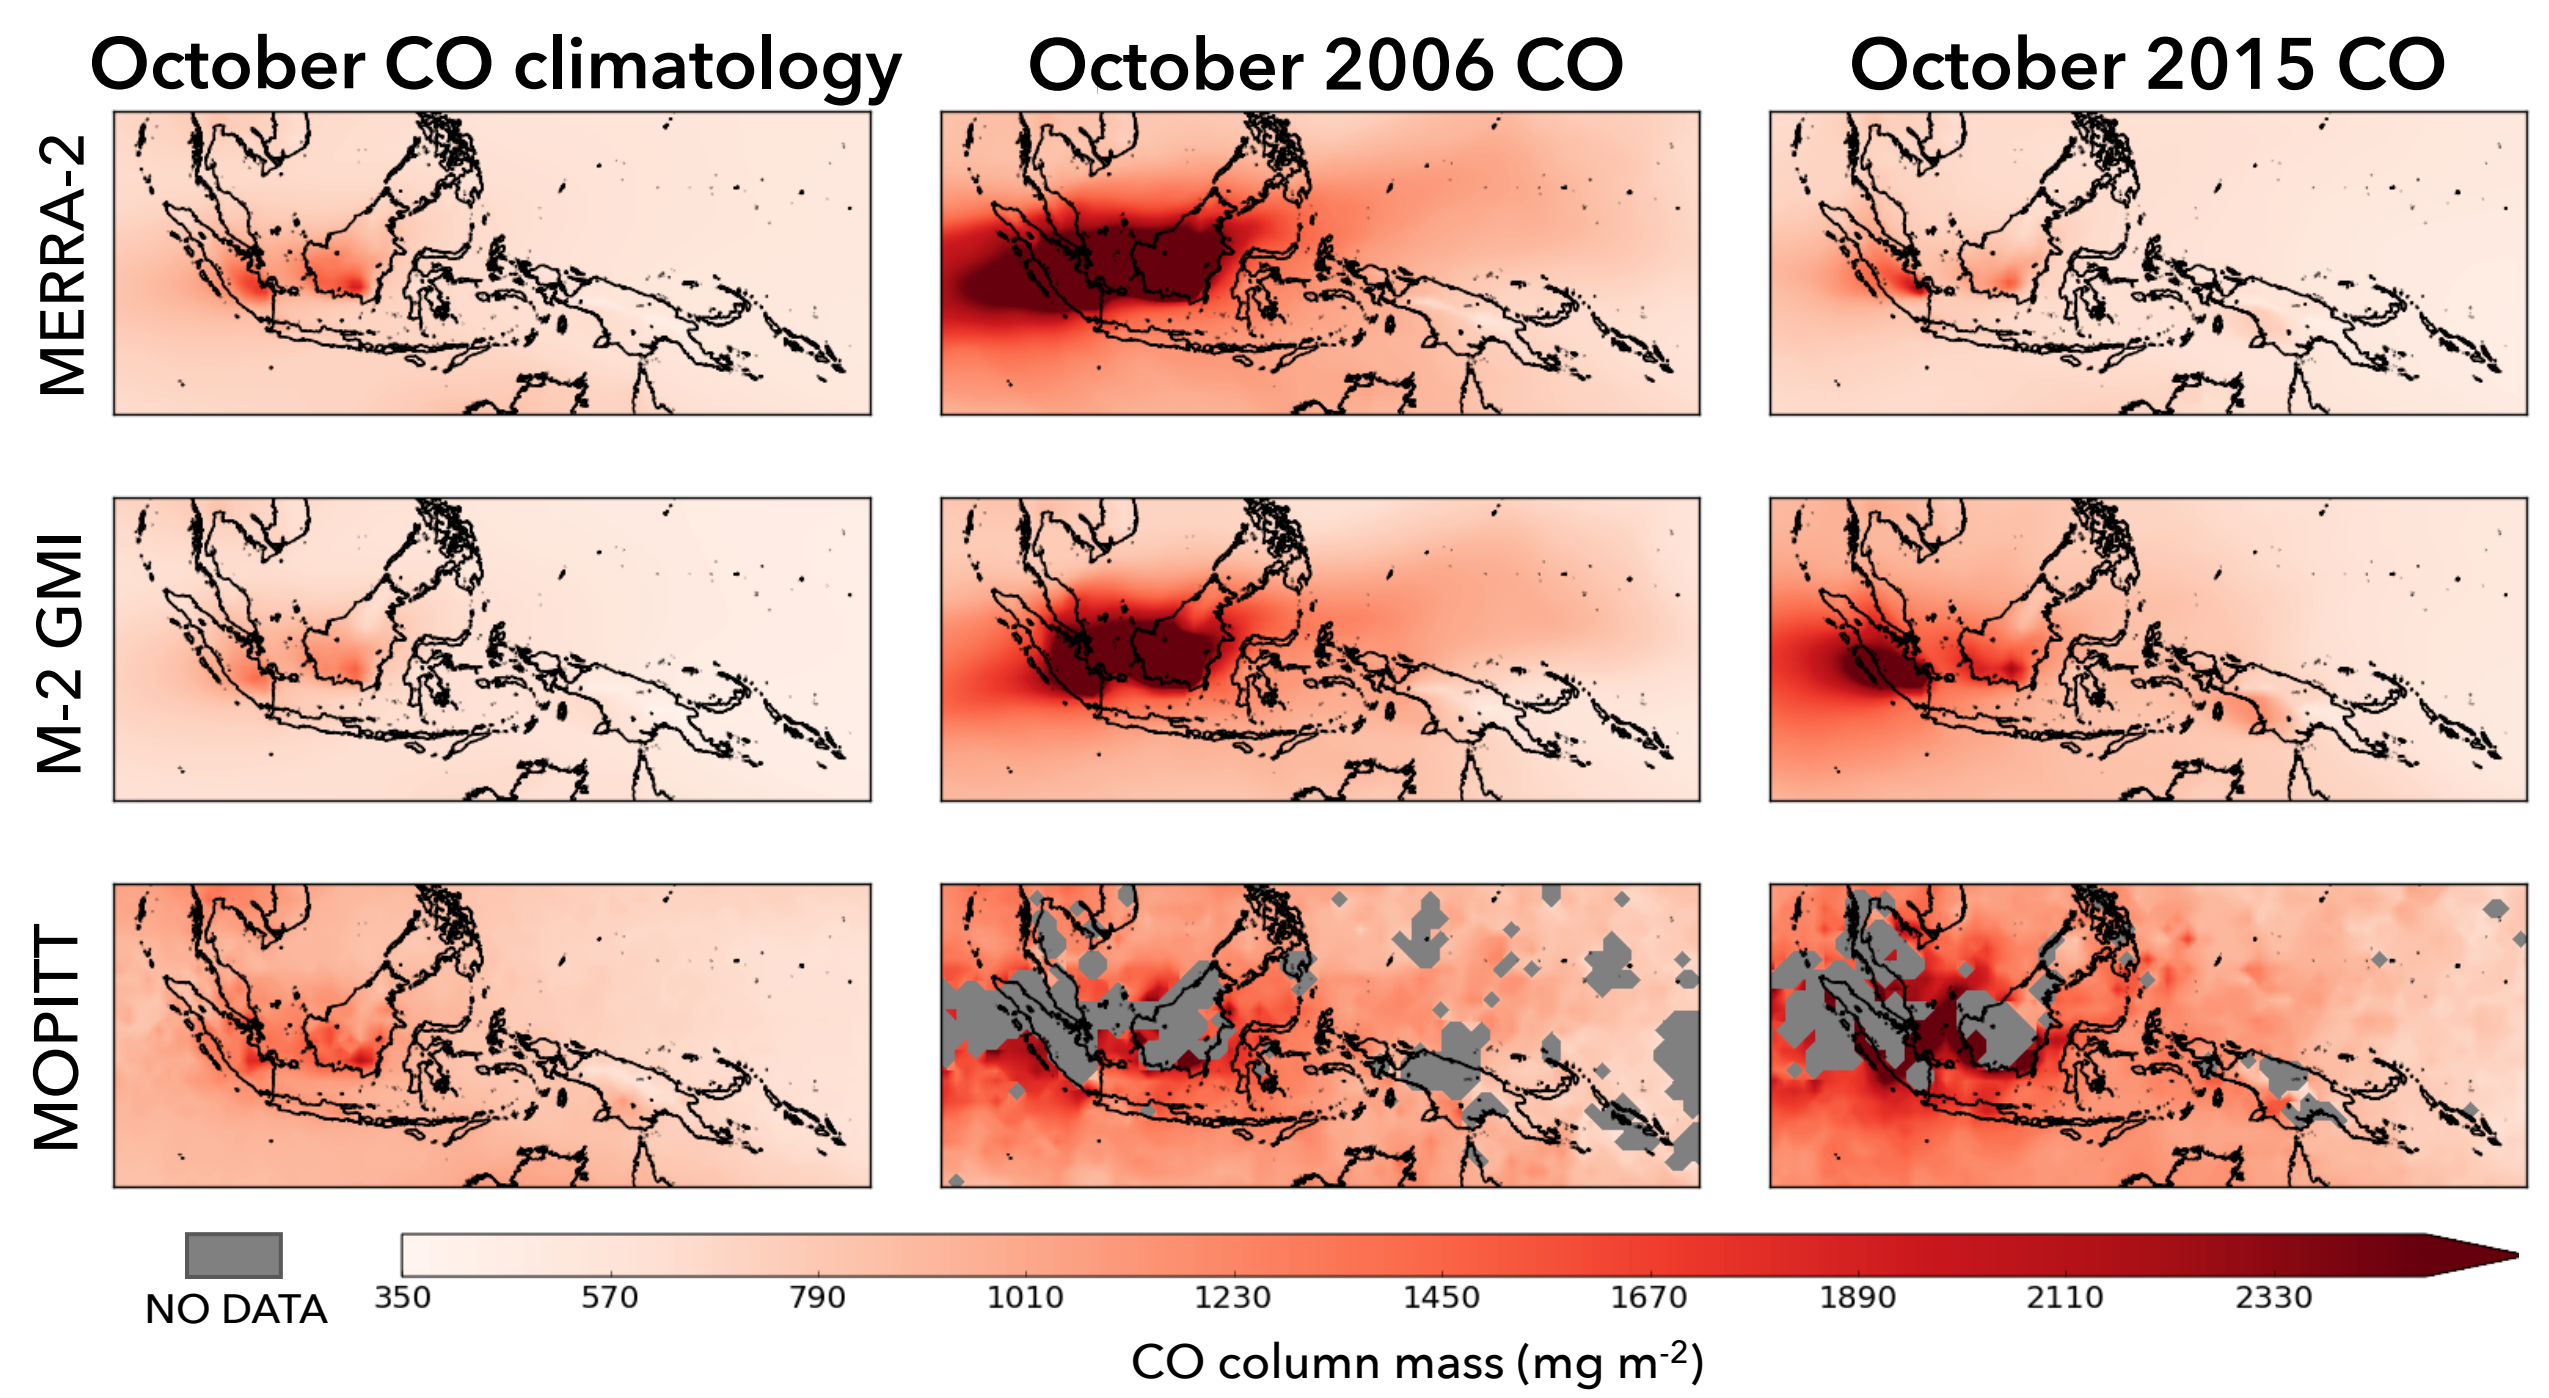 October CO climatology
October 2006 CO
October 2015 CO
MERRA-2
M-2 GMI
MOPITT
NO DATA
350 570 790 1010 1230 1450 1670 1890 2110 2330
CO column mass (mg m⁻²)